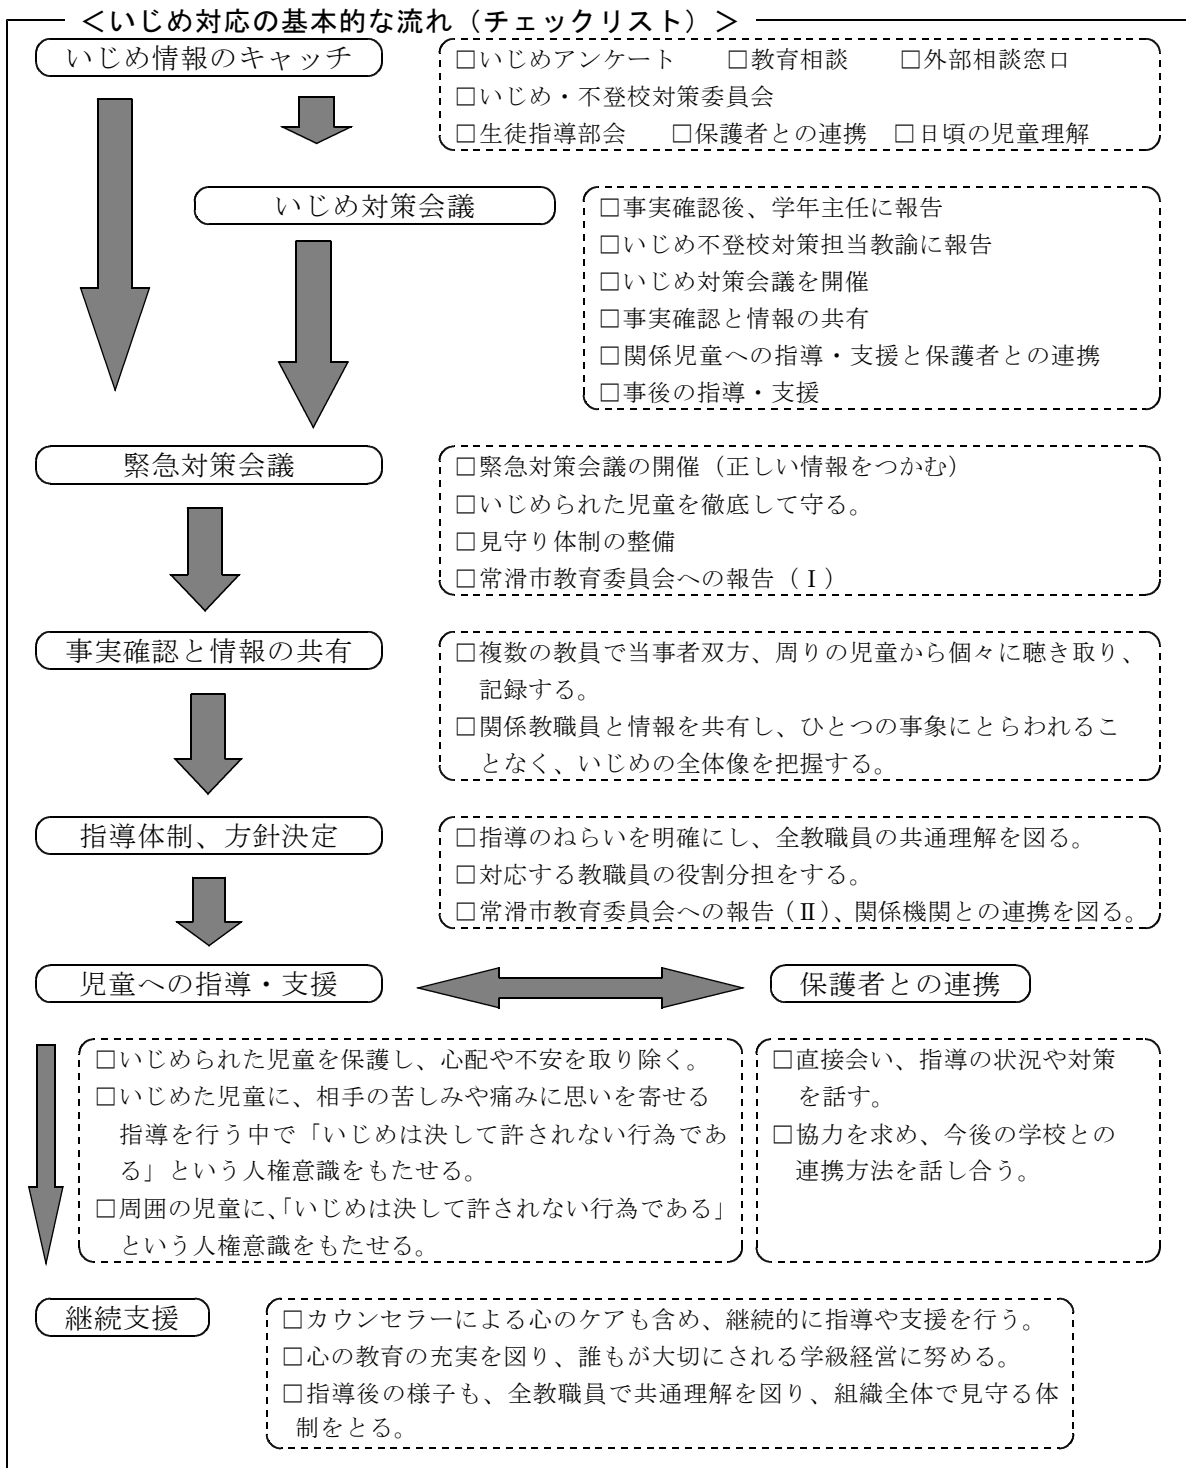 ＜いじめ対応の基本的な流れ（チェックリスト）＞
いじめ情報のキャッチ
□いじめアンケート　□教育相談　□外部相談窓口
□いじめ・不登校対策委員会
□生徒指導部会　□保護者との連携　□日頃の児童理解
いじめ対策会議
□事実確認後、学年主任に報告
□いじめ不登校対策担当教諭に報告
□いじめ対策会議を開催
□事実確認と情報の共有
□関係児童への指導・支援と保護者との連携
□事後の指導・支援
緊急対策会議
□緊急対策会議の開催（正しい情報をつかむ）
□いじめられた児童を徹底して守る。
□見守り体制の整備
□常滑市教育委員会への報告（Ⅰ）
事実確認と情報の共有
□複数の教員で当事者双方、周りの児童から個々に聴き取り、
記録する。
□関係教職員と情報を共有し、ひとつの事象にとらわれるこ
となく、いじめの全体像を把握する。
指導体制、方針決定
□指導のねらいを明確にし、全教職員の共通理解を図る。
□対応する教職員の役割分担をする。
□常滑市教育委員会への報告（Ⅱ）、関係機関との連携を図る。
児童への指導・支援
保護者との連携
□いじめられた児童を保護し、心配や不安を取り除く。
□いじめた児童に、相手の苦しみや痛みに思いを寄せる
指導を行う中で「いじめは決して許されない行為であ
る」という人権意識をもたせる。
□周囲の児童に、「いじめは決して許されない行為である」
という人権意識をもたせる。
□直接会い、指導の状況や対策
を話す。
□協力を求め、今後の学校との
連携方法を話し合う。
継続支援
□カウンセラーによる心のケアも含め、継続的に指導や支援を行う。
□心の教育の充実を図り、誰もが大切にされる学級経営に努める。
□指導後の様子も、全教職員で共通理解を図り、組織全体で見守る体
制をとる。